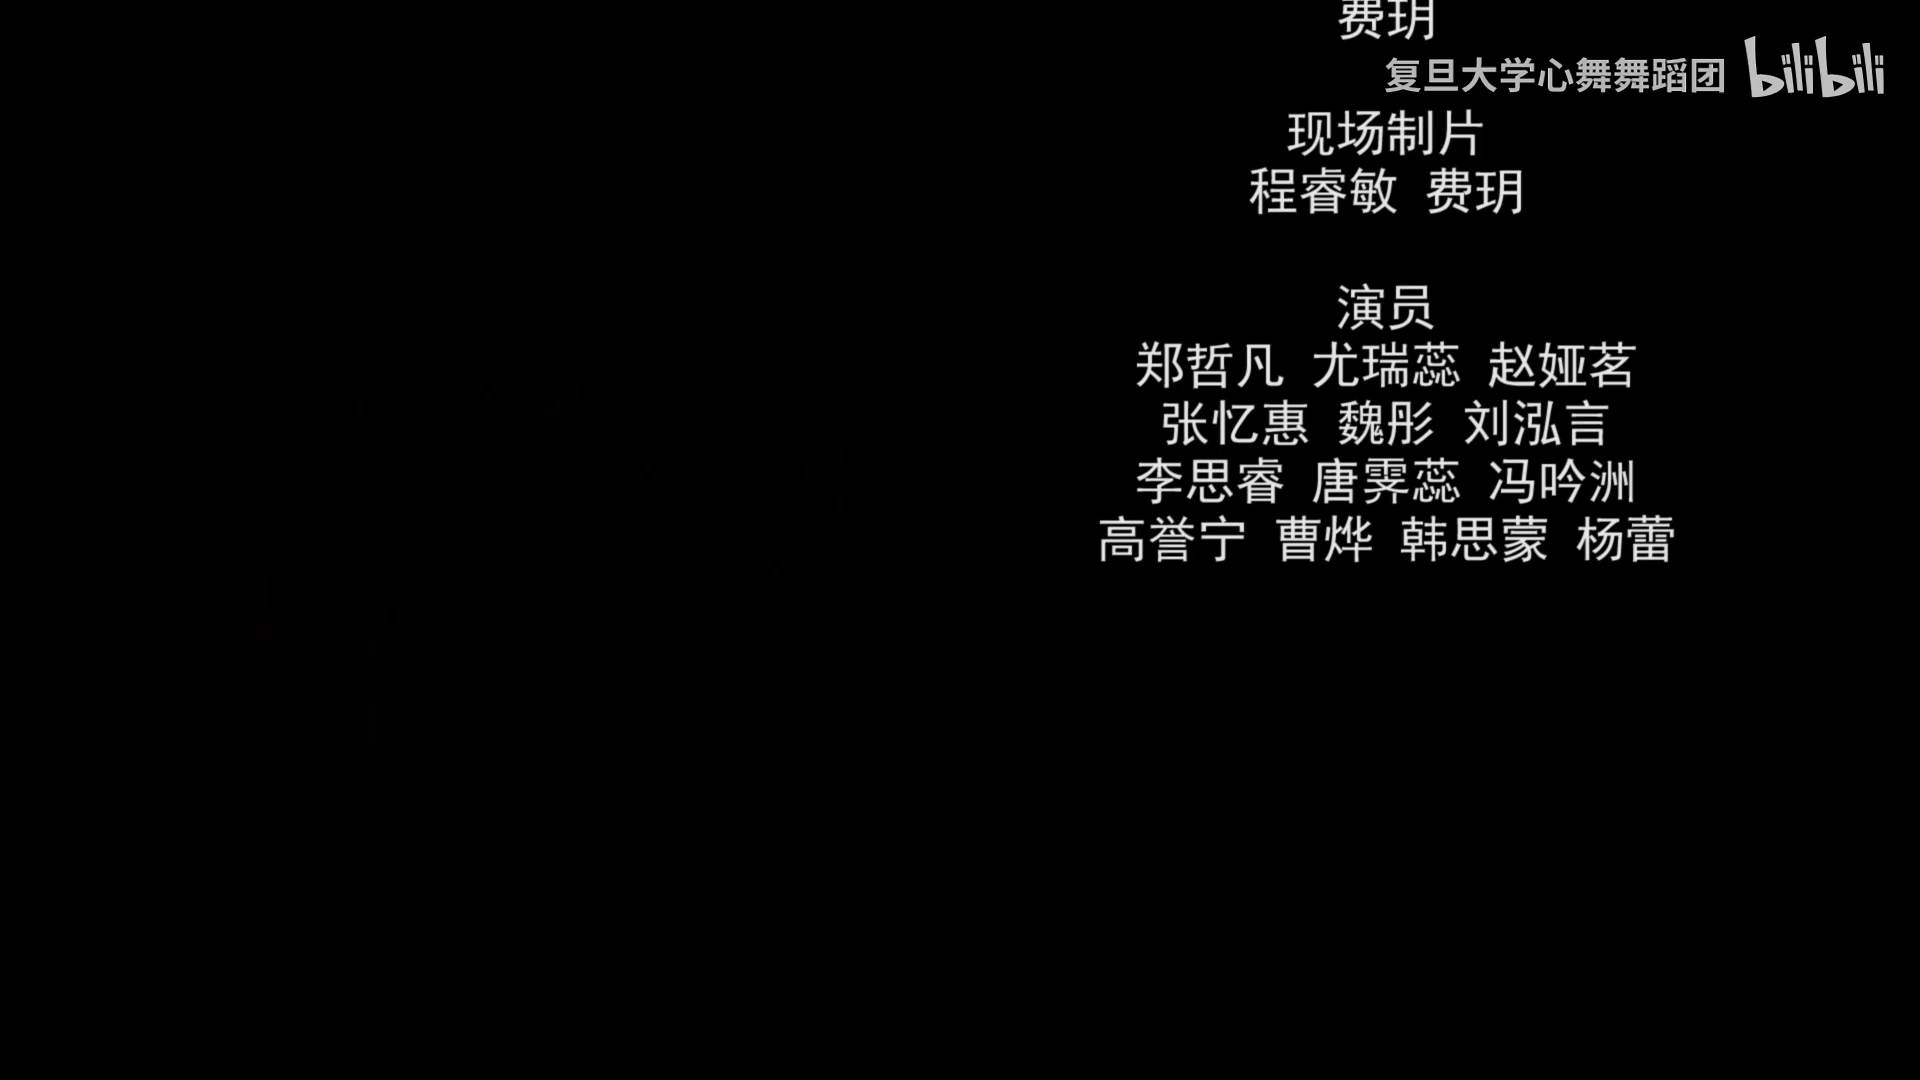 费玥
复旦大学心舞舞蹈团 bilibili
现场制片
程睿敏 费玥
演员
郑哲凡 尤瑞蕊 赵娅茗
张忆惠 魏彤 刘泓言
李思睿 唐霁蕊 冯吟洲
高誉宁 曹烨 韩思蒙 杨蕾